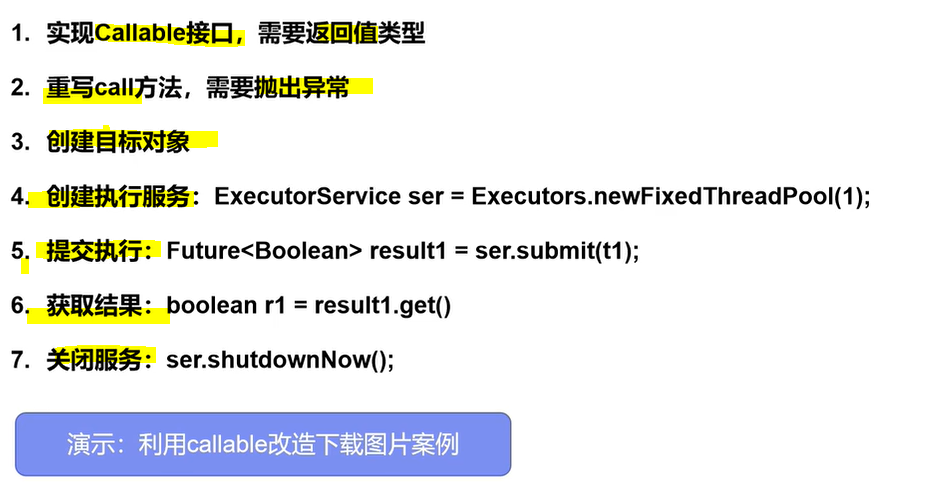 1. 实现Callable接口，需要返回值类型
2. 重写call方法，需要抛出异常
3. 创建目标对象
4. 创建执行服务：ExecutorService ser = Executors.newFixedThreadPool(1);
5. 提交执行：Future<Boolean> result1 = ser.submit(t1);
6. 获取结果：boolean r1 = result1.get()
7. 关闭服务：ser.shutdownNow();
演示：利用callable改造下载图片案例